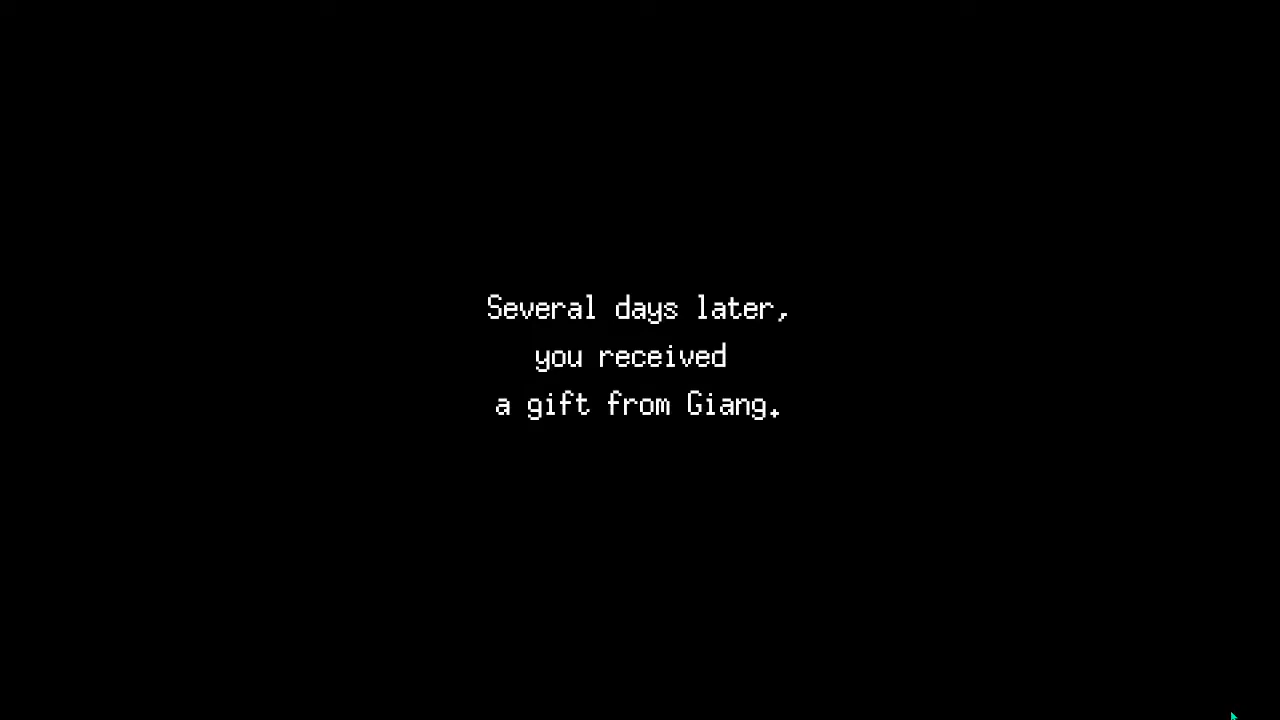 Several days later,
you received
a gift from Giang.